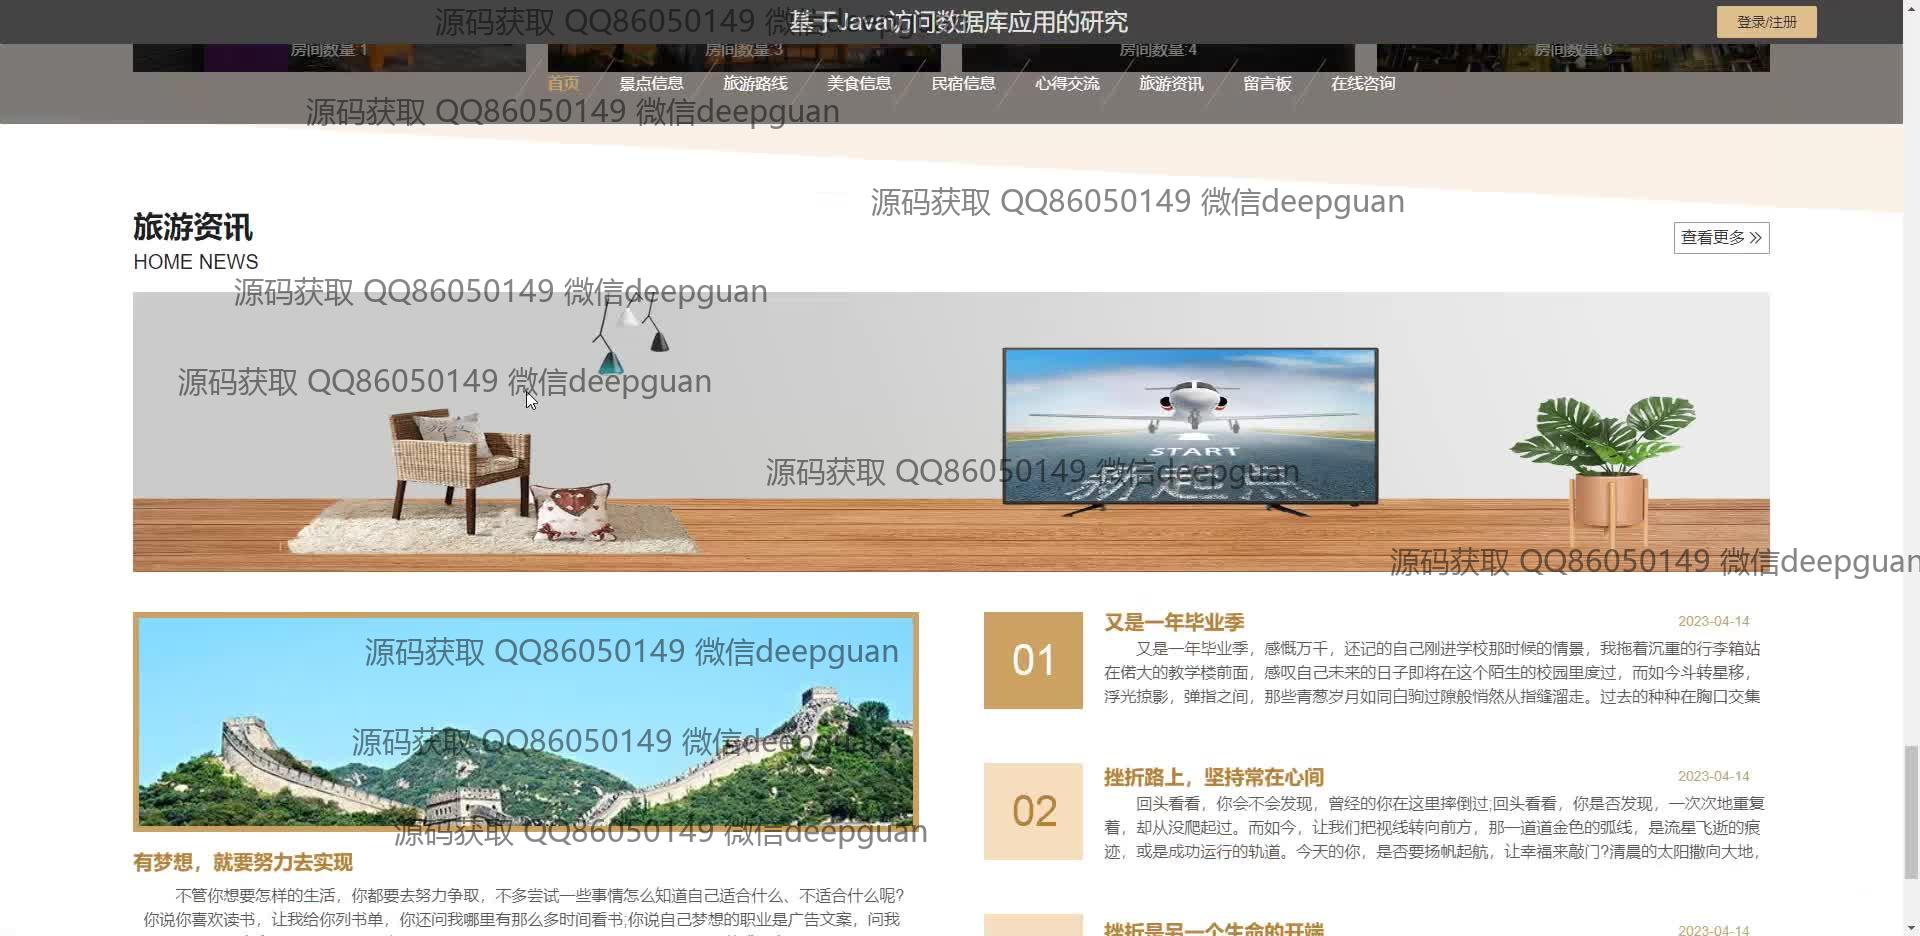 基于Java访问数据库应用的研究
登录/注册
房间数量:1
房间数量:3
房间数量:4
房间数量:6
首页
景点信息
旅游路线
美食信息
民宿信息
心得交流
旅游资讯
留言板
在线咨询
源码获取 QQ86050149 微信deepguan
源码获取 QQ86050149 微信deepguan
源码获取 QQ86050149 微信deepguan
旅游资讯
HOME NEWS
查看更多
源码获取 QQ86050149 微信deepguan
源码获取 QQ86050149 微信deepguan
START
源码获取 QQ86050149 微信deepguan
源码获取 QQ86050149 微信deepguan
源码获取 QQ86050149 微信deepguan
源码获取 QQ86050149 微信deepguan
源码获取 QQ86050149 微信deepguan
有梦想，就要努力去实现
不管你想要怎样的生活，你都要去努力争取，不多尝试一些事情怎么知道自己适合什么、不适合什么呢?
你说你喜欢读书，让我给你列书单，你还问我哪里有那么多时间看书;你说自己梦想的职业是广告文案，问我
01
又是一年毕业季
2023-04-14
又是一年毕业季，感慨万千，还记的自己刚进学校那时候的情景，我拖着沉重的行李箱站
在偌大的教学楼前面，感叹自己未来的日子即将在这个陌生的校园里度过，而如今斗转星移，
浮光掠影，弹指之间，那些青葱岁月如同白驹过隙般悄然从指缝溜走。过去的种种在胸口交集
02
挫折路上，坚持常在心间
2023-04-14
回头看看，你会不会发现，曾经的你在这里摔倒过;回头看看，你是否发现，一次次地重复
着，却从没爬起过。而如今，让我们把视线转向前方，那一道道金色的弧线，是流星飞逝的痕
迹，或是成功运行的轨道。今天的你，是否要扬帆起航，让幸福来敲门?清晨的太阳撒向大地，
挫折是另一个生命的开端
2023-04-14